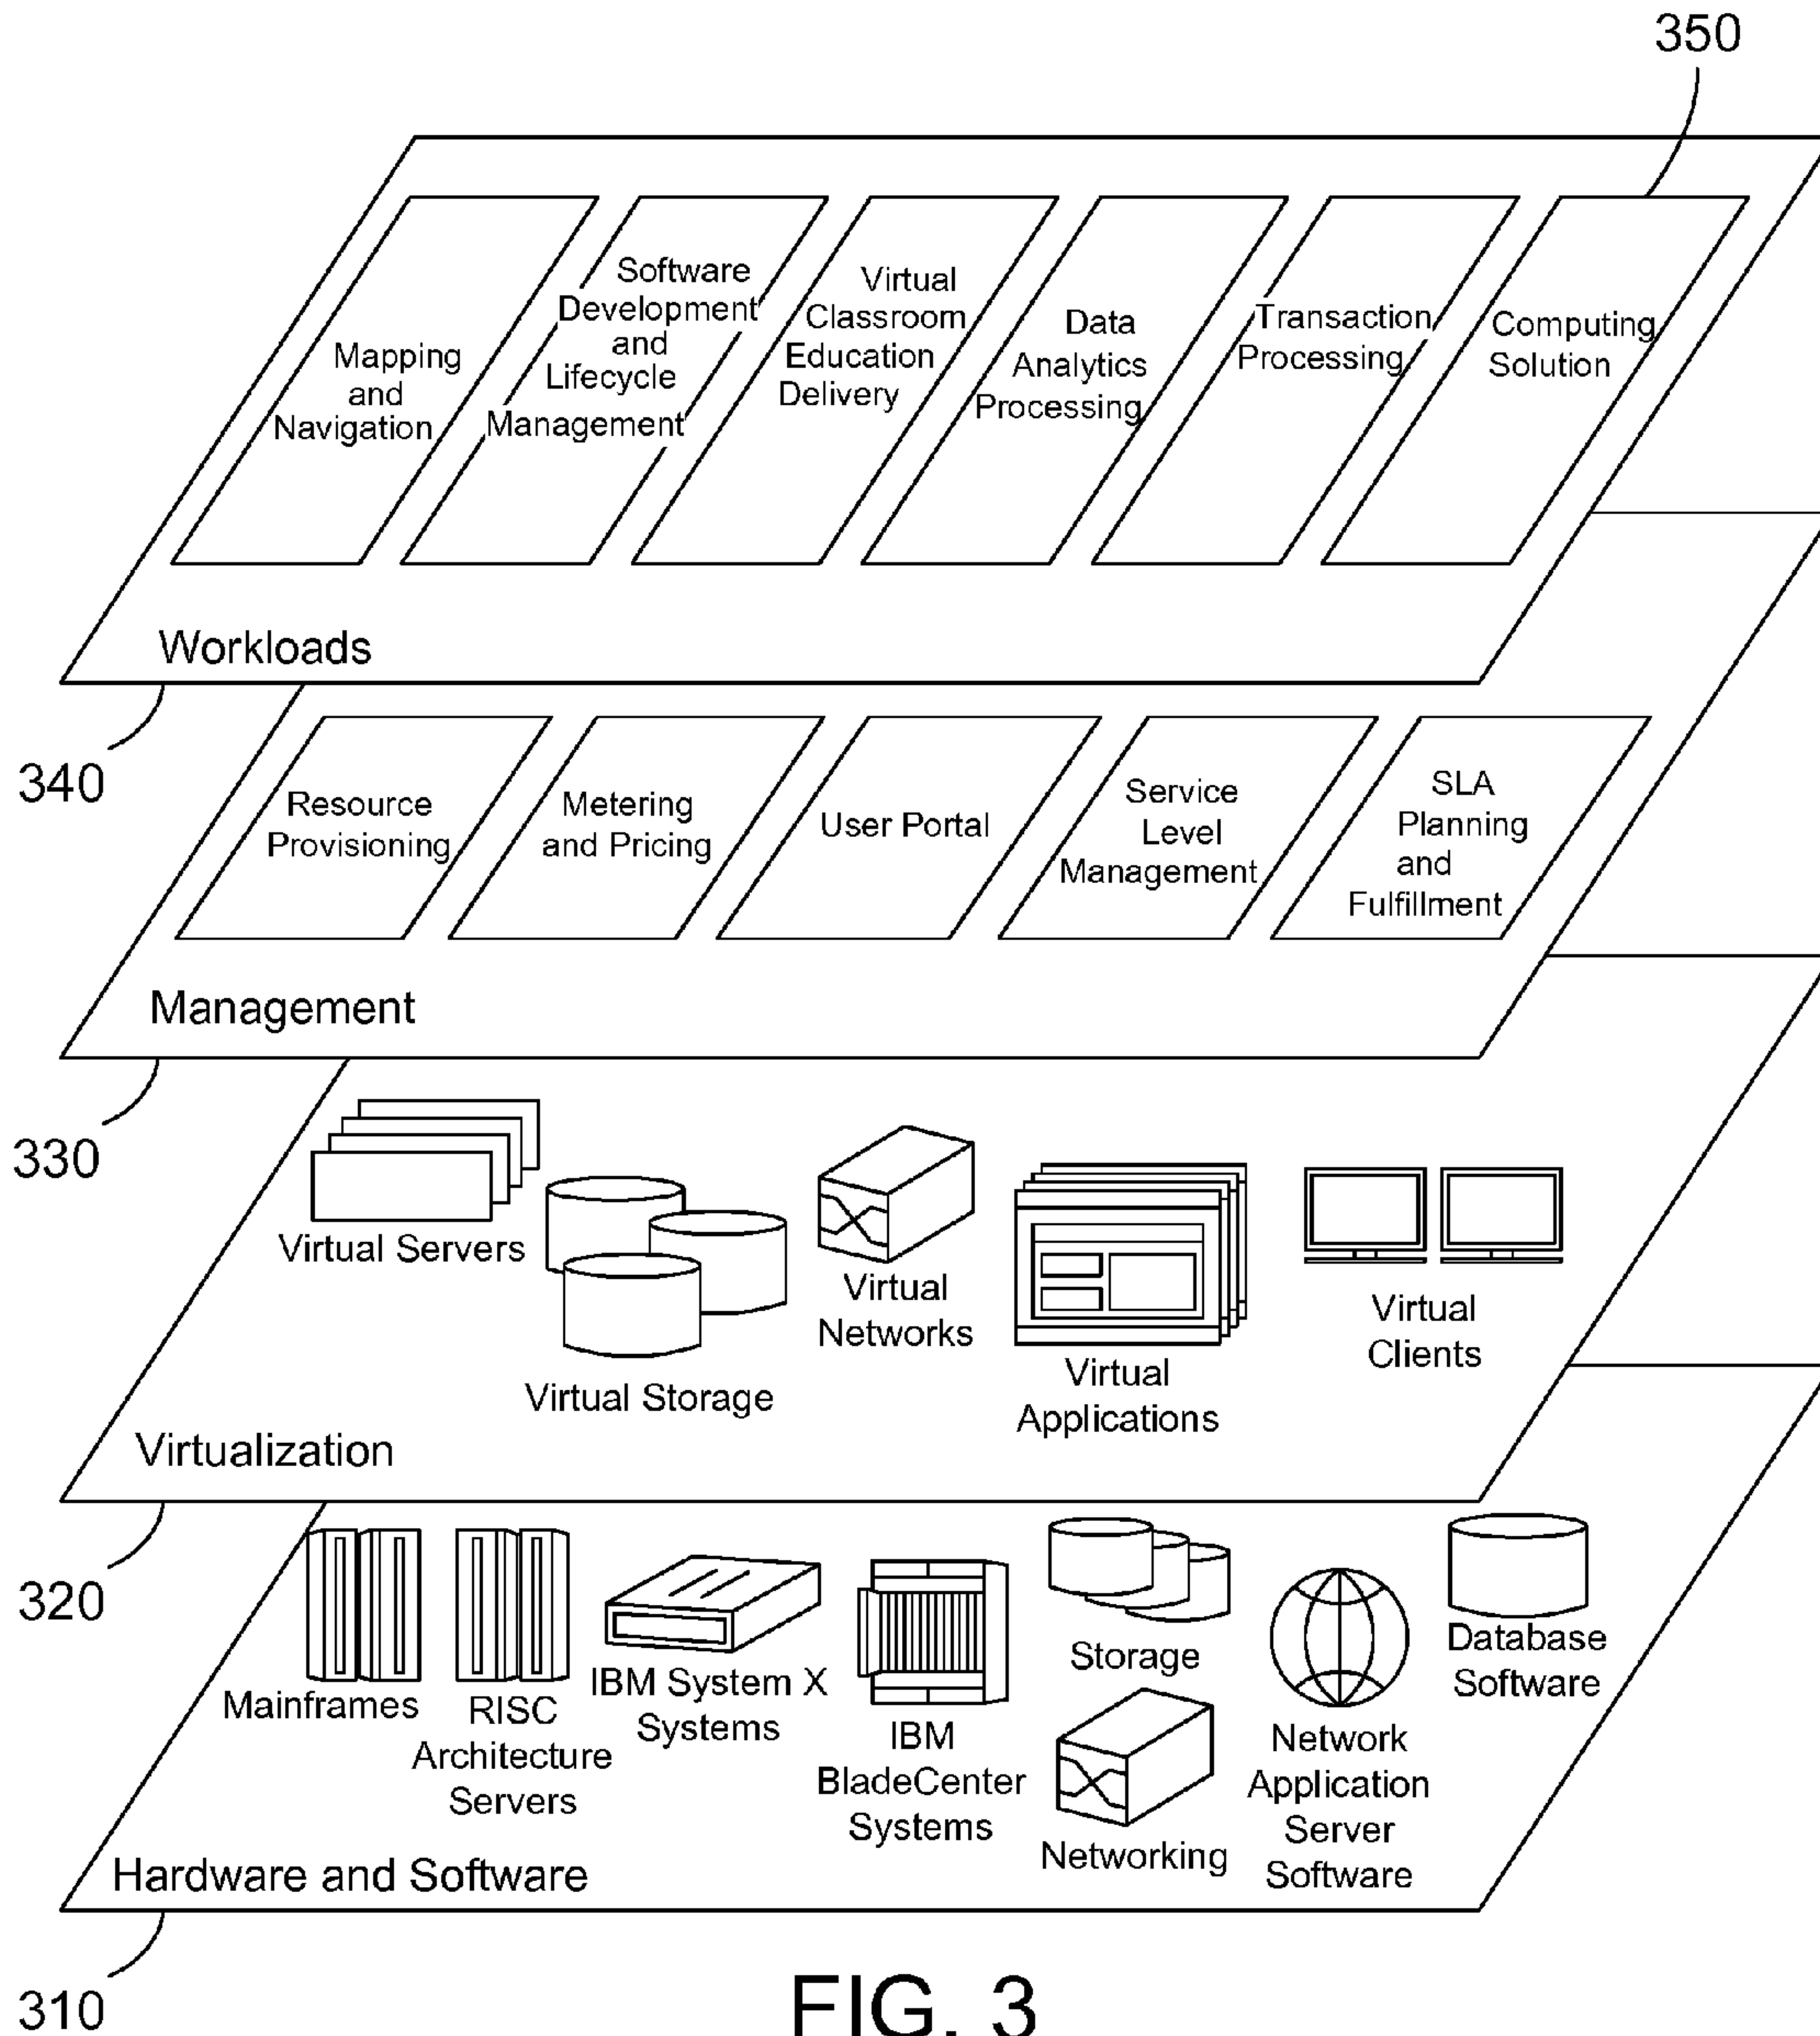 350
Mapping
and
Navigation
Software
Development
and
Lifecycle
Management
Virtual
Classroom
Education
Delivery
Data
Analytics
Processing
Transaction
Processing
Computing
Solution
Workloads
340
Resource
Provisioning
Metering
and Pricing
User Portal
Service
Level
Management
SLA
Planning
and
Fulfillment
Management
330
Virtual Servers
Virtual Storage
Virtual
Networks
Virtual
Applications
Virtual
Clients
Virtualization
320
Mainframes
RISC
Architecture
Servers
IBM System X
Systems
IBM
BladeCenter
Systems
Storage
Networking
Network
Application
Server
Software
Database
Software
Hardware and Software
310
FIG. 3